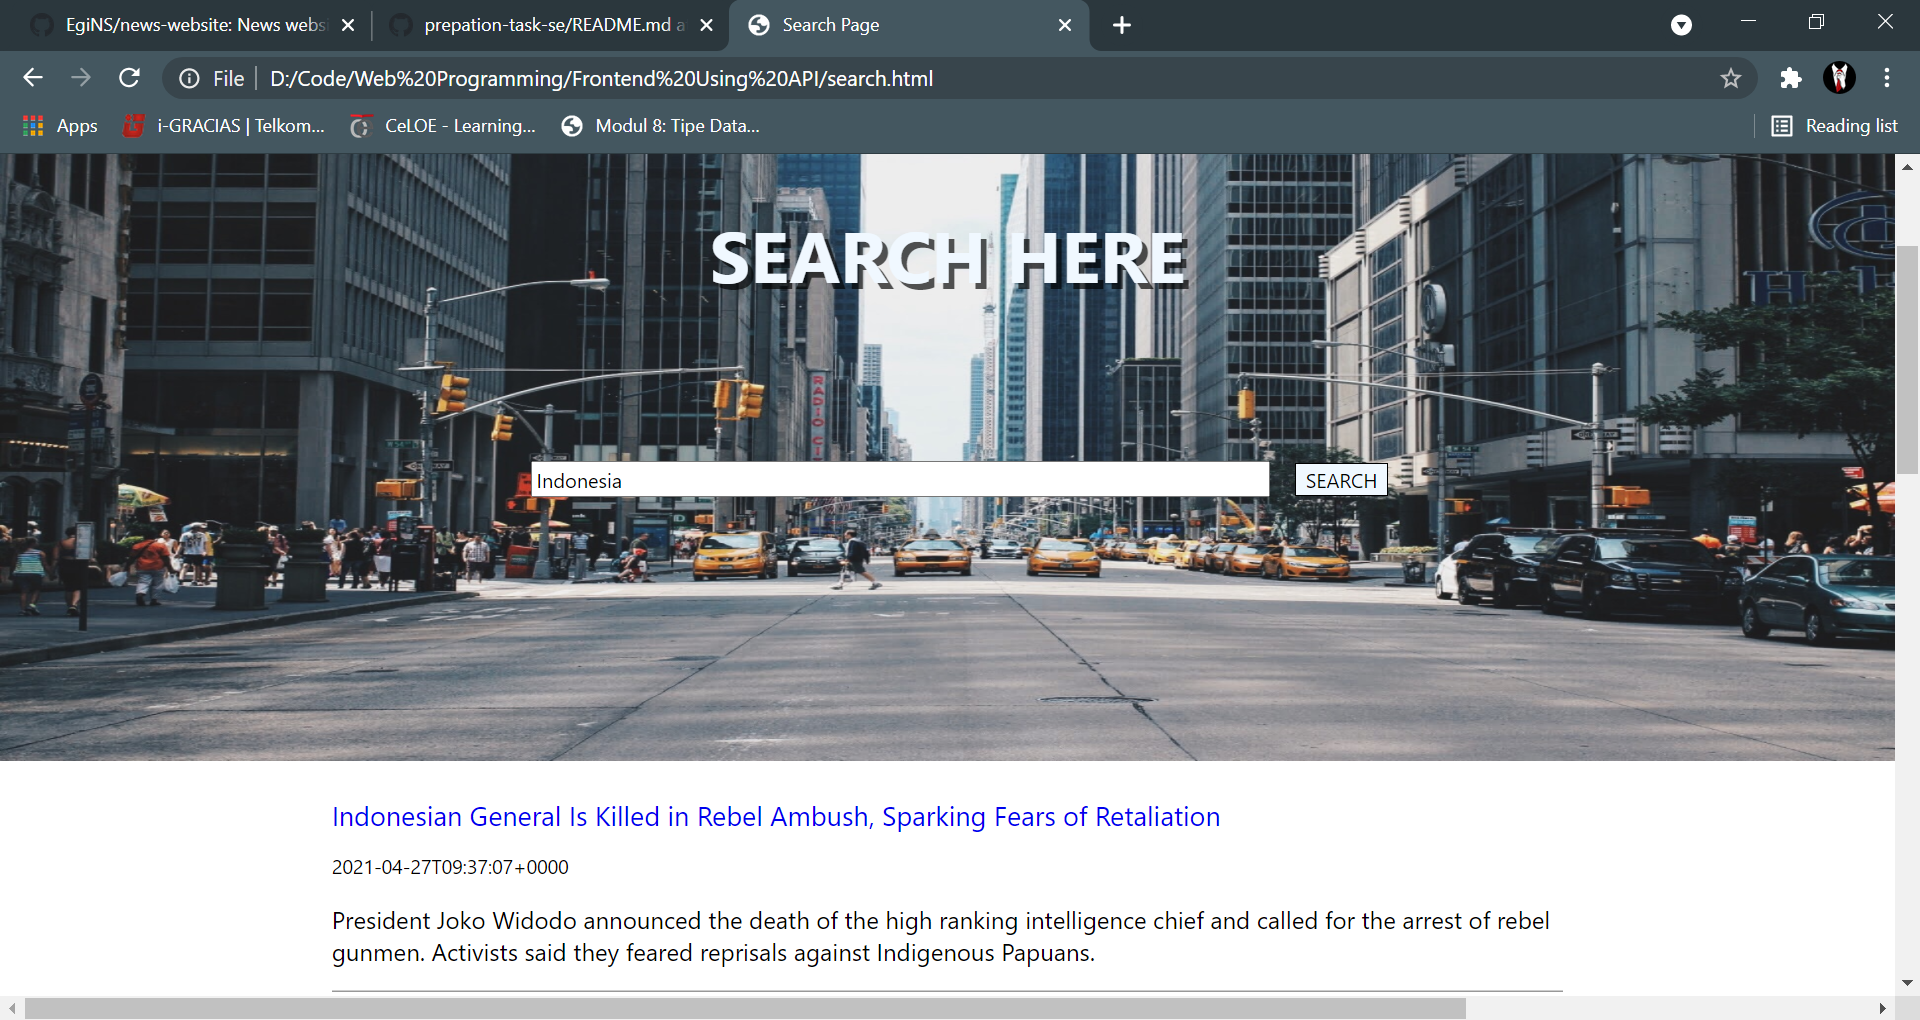 EgiNS/news-website: News webs
prepation-task-se/README.md a
Search Page
File
D:/Code/Web%20Programming/Frontend%20Using%20API/search.html
Apps
i-GRACIAS | Telkom...
CeLOE - Learning...
Modul 8: Tipe Data...
Reading list
SEARCH HERE
RADIO CI
Indonesia
SEARCH
Indonesian General Is Killed in Rebel Ambush, Sparking Fears of Retaliation
2021-04-27T09:37:07+0000
President Joko Widodo announced the death of the high ranking intelligence chief and called for the arrest of rebel
gunmen. Activists said they feared reprisals against Indigenous Papuans.